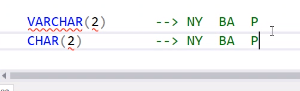 VARCHAR(2) --> NY BA P
CHAR(2) --> NY BA P